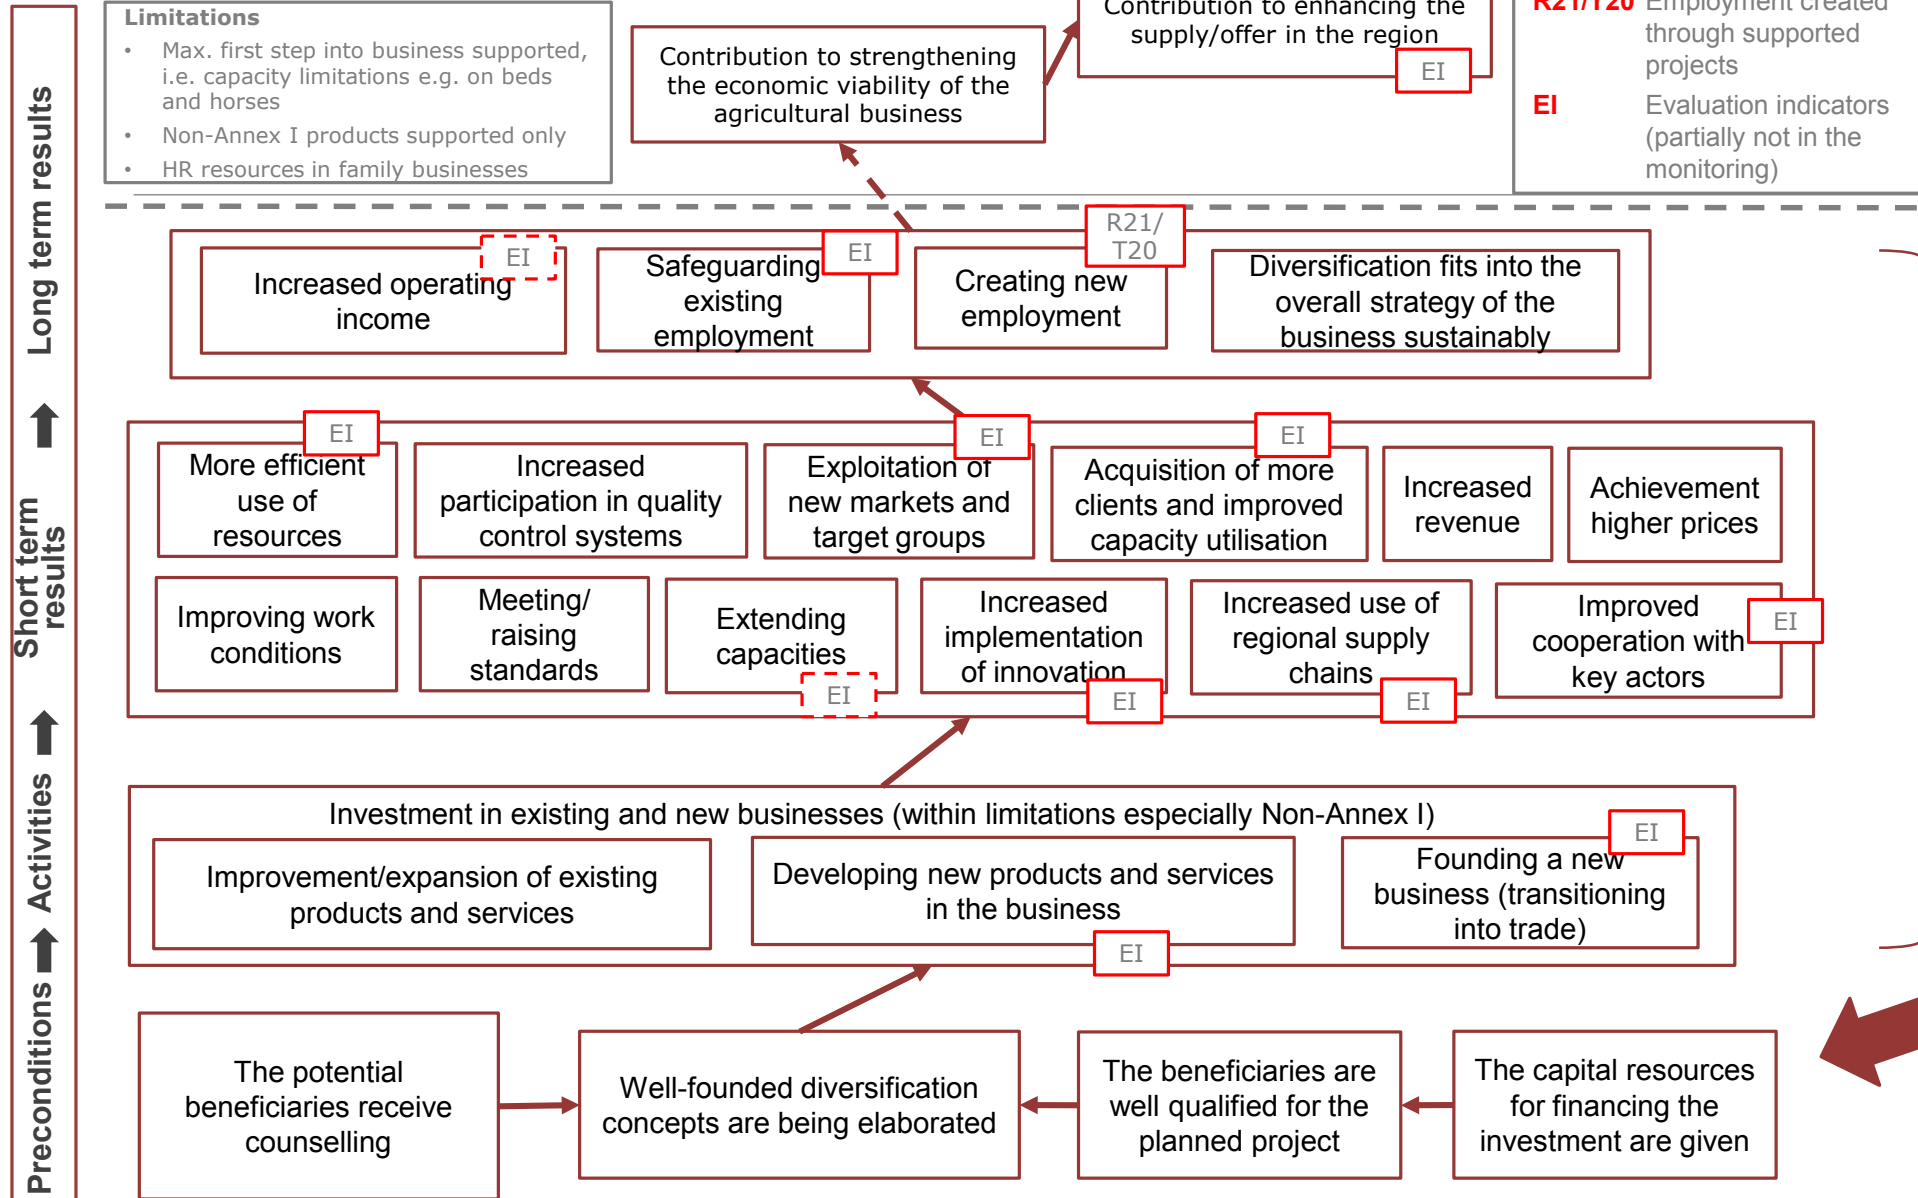 Limitations
• Max. first step into business supported,
i.e. capacity limitations e.g. on beds
and horses
• Non-Annex I products supported only
• HR resources in family businesses
Contribution to strengthening
the economic viability of the
agricultural business
Contribution to enhancing the
supply/offer in the region
EI
R21/T20 Employment created
through supported
projects
EI Evaluation indicators
(partially not in the
monitoring)
Long term results
Increased operating
income
EI
Safeguarding
existing
employment
EI
Creating new
employment
R21/
T20
Diversification fits into the
overall strategy of the
business sustainably
Short term
results
More efficient
use of
resources
EI
Increased
participation in quality
control systems
Exploitation of
new markets and
target groups
EI
Acquisition of more
clients and improved
capacity utilisation
EI
Increased
revenue
Achievement
higher prices
Improving work
conditions
Meeting/
raising
standards
Extending
capacities
EI
Increased
implementation
of innovation
EI
Increased use of
regional supply
chains
EI
Improved
cooperation with
key actors
EI
Activities
Investment in existing and new businesses (within limitations especially Non-Annex I)
Improvement/expansion of existing
products and services
Developing new products and services
in the business
EI
Founding a new
business (transitioning
into trade)
EI
Preconditions
The potential
beneficiaries receive
counselling
Well-founded diversification
concepts are being elaborated
The beneficiaries are
well qualified for the
planned project
The capital resources
for financing the
investment are given